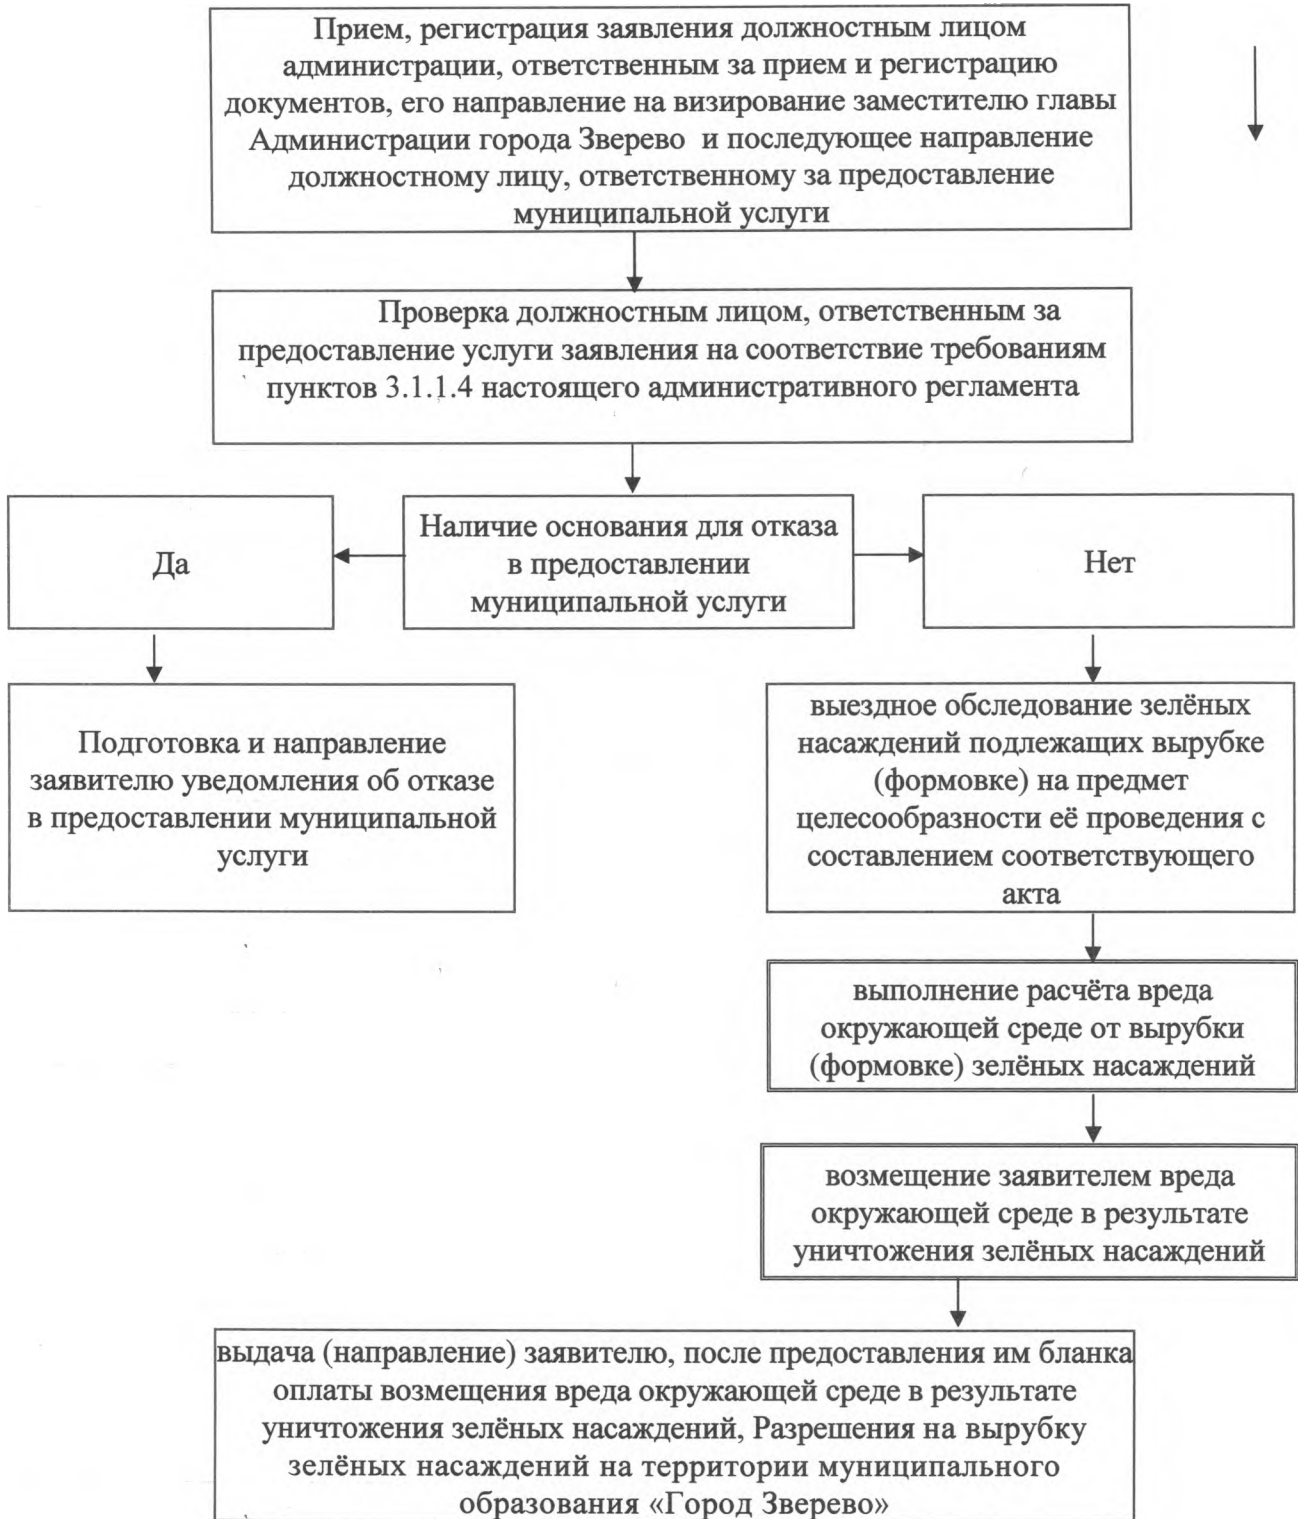 Прием, регистрация заявления должностным лицом
администрации, ответственным за прием и регистрацию
документов, его направление на визирование заместителю главы
Администрации города Зверево и последующее направление
должностному лицу, ответственному за предоставление
муниципальной услуги
Проверка должностным лицом, ответственным за
предоставление услуги заявления на соответствие требованиям
пунктов 3.1.1.4 настоящего административного регламента
Да
Наличие основания для отказа
в предоставлении
муниципальной услуги
Нет
Подготовка и направление
заявителю уведомления об отказе
в предоставлении муниципальной
услуги
выездное обследование зелёных
насаждений подлежащих вырубке
(формовке) на предмет
целесообразности её проведения с
составлением соответствующего
акта
выполнение расчёта вреда
окружающей среде от вырубки
(формовке) зелёных насаждений
возмещение заявителем вреда
окружающей среде в результате
уничтожения зелёных насаждений
выдача (направление) заявителю, после предоставления им бланка
оплаты возмещения вреда окружающей среде в результате
уничтожения зелёных насаждений, Разрешения на вырубку
зелёных насаждений на территории муниципального
образования «Город Зверево»